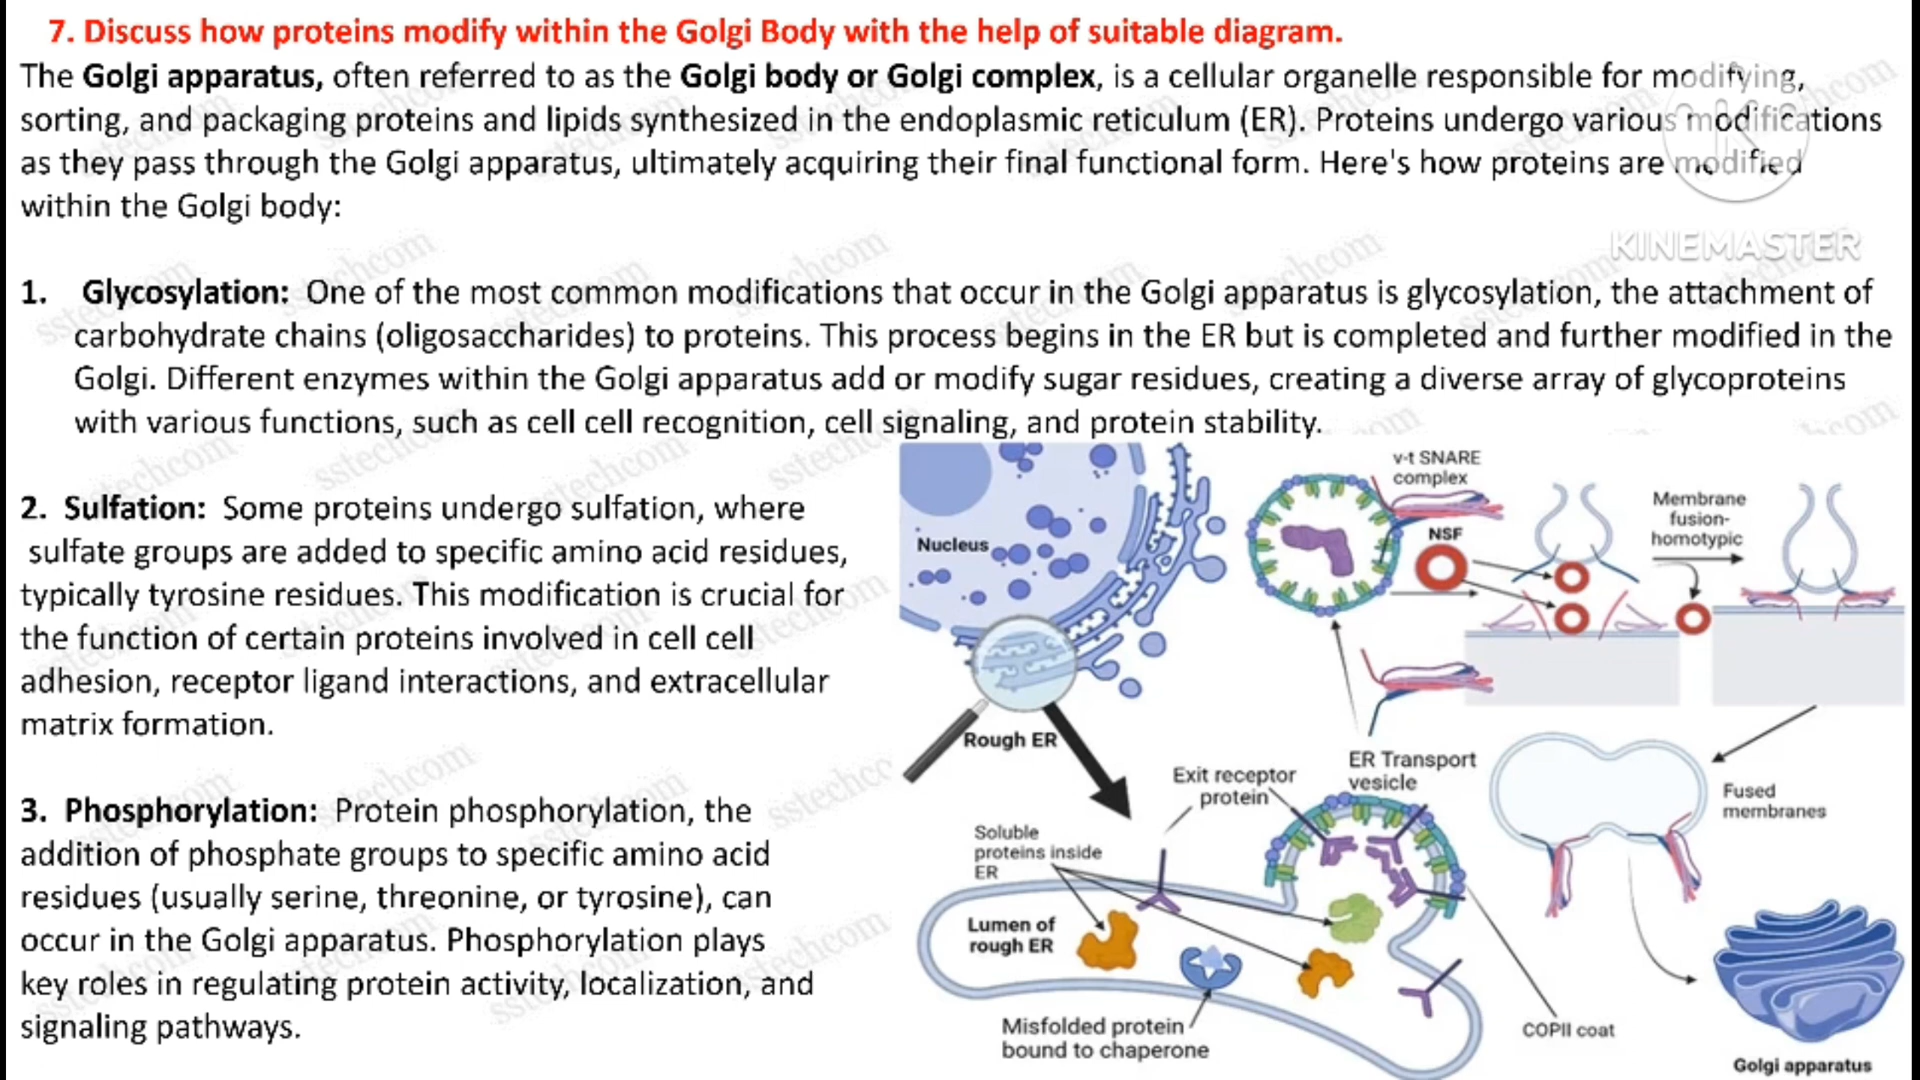 7. Discuss how proteins modify within the Golgi Body with the help of suitable diagram.
The Golgi apparatus, often referred to as the Golgi body or Golgi complex, is a cellular organelle responsible for modifying,
sorting, and packaging proteins and lipids synthesized in the endoplasmic reticulum (ER). Proteins undergo various modifications
as they pass through the Golgi apparatus, ultimately acquiring their final functional form. Here's how proteins are modified
within the Golgi body:
KINEMASTER
1. Glycosylation: One of the most common modifications that occur in the Golgi apparatus is glycosylation, the attachment of
carbohydrate chains (oligosaccharides) to proteins. This process begins in the ER but is completed and further modified in the
Golgi. Different enzymes within the Golgi apparatus add or modify sugar residues, creating a diverse array of glycoproteins
with various functions, such as cell cell recognition, cell signaling, and protein stability.
2. Sulfation: Some proteins undergo sulfation, where
sulfate groups are added to specific amino acid residues,
typically tyrosine residues. This modification is crucial for
the function of certain proteins involved in cell cell
adhesion, receptor ligand interactions, and extracellular
matrix formation.
3. Phosphorylation: Protein phosphorylation, the
addition of phosphate groups to specific amino acid
residues (usually serine, threonine, or tyrosine), can
occur in the Golgi apparatus. Phosphorylation plays
key roles in regulating protein activity, localization, and
signaling pathways.
v-t SNARE
complex
NSF
Membrane
fusion-
homotypic
Nucleus
Rough ER
ER Transport
vesicle
Exit receptor
protein
Fused
membranes
Soluble
proteins inside
ER
Lumen of
rough ER
Misfolded protein
bound to chaperone
COPII coat
Golgi apparatus
sstechcom